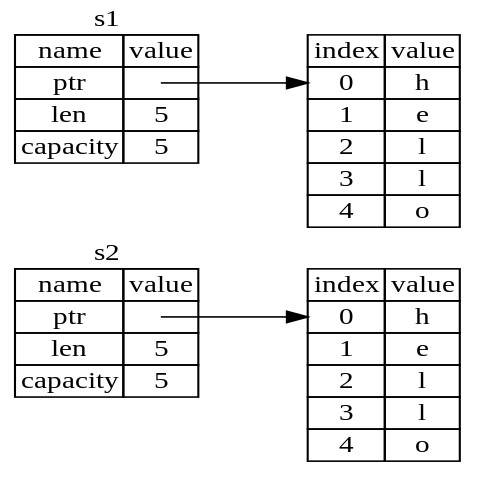 s1
name value
ptr
len 5
capacity 5
index value
0 h
1 e
2 l
3 l
4 o
s2
name value
ptr
len 5
capacity 5
index value
0 h
1 e
2 l
3 l
4 o